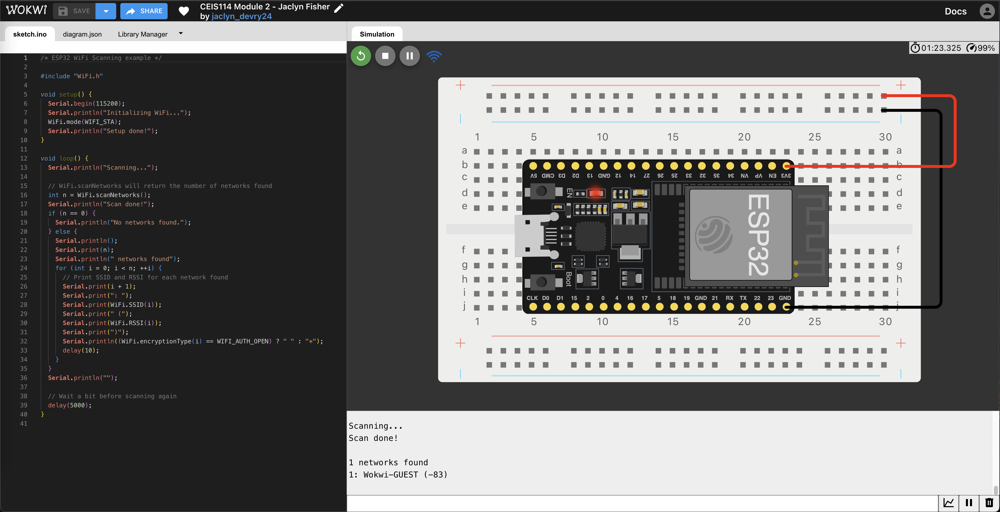 WOKWi SAVE SHARE CEIS114 Module 2 - Jaclyn Fisher
by jaclyn_devry24
Docs
sketch.ino diagram.json Library Manager
1 /* ESP32 WiFi Scanning example */
2
3 #include "WiFi.h"
4
5 void setup() {
6 Serial.begin(115200);
7 Serial.println("Initializing WiFi...");
8 WiFi.mode(WIFI_STA);
9 Serial.println("Setup done!");
10 }
11
12 void loop() {
13 Serial.println("Scanning...");
14
15 // WiFi.scanNetworks will return the number of networks found
16 int n = WiFi.scanNetworks();
17 Serial.println("Scan done!");
18 if (n == 0) {
19 Serial.println("No networks found.");
20 } else {
21 Serial.println();
22 Serial.print(n);
23 Serial.println(" networks found");
24 for (int i = 0; i < n; ++i) {
25 // Print SSID and RSSI for each network found
26 Serial.print(i + 1);
27 Serial.print(": ");
28 Serial.print(WiFi.SSID(i));
29 Serial.print(" (");
30 Serial.print(WiFi.RSSI(i));
31 Serial.print(")");
32 Serial.println((WiFi.encryptionType(i) == WIFI_AUTH_OPEN) ? " " : "*");
33 delay(10);
34 }
35 }
36 Serial.println("");
37
38 // Wait a bit before scanning again
39 delay(5000);
40 }
41
Simulation
01:23.325 99%
1 5 10 15 20 25 30
a a
b b
5V CMD D3 D2 13 GND 12 14 27 26 25 33 32 35 34 VN VP EN 3V3
c c
d EN d
e e
ESP32
f f
g g
h Boot h
i i
CLK D0 D1 15 2 0 4 16 17 5 18 19 GND 21 RX TX 22 23 GND
j j
1 5 10 15 20 25 30
Scanning...
Scan done!
1 networks found
1: Wokwi-GUEST (-83)